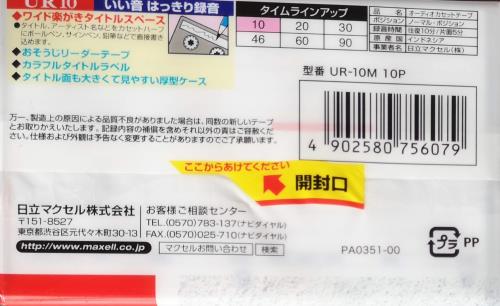 UR10 いい音 はっきり録音
●ワイド楽がきタイトルスペース
タイトル、アーティスト名などをカセットハーフ
にボールペン、サインペン、鉛筆などで直接書き
込めます。
●おそうじリーダーテープ
●カラフルタイトルラベル
●タイトル面も大きくて見やすい厚型ケース
タイムラインアップ
10 20 30
46 60 90
品名 オーディオカセットテープ
ポジション ノーマル・ポジション
録音時間 往復10分/片面5分
原産国 インドネシア
事業者名 日立マクセル(株)
型番 UR-10M 10P
万一、製造上の原因による品質不良がありました場合は、同数の新しいテープ
とお取りかえいたします。記録内容の補償を含めそれ以外の責はご容赦くださ
い。仕様および外観は予告なく変更することがありますのでご了承ください。
4 902580 756079
ここからあけてください
開封口
日立マクセル株式会社
〒151-8527
東京都渋谷区元代々木町30-13
http://www.maxell.co.jp
お客様ご相談センター
TEL.(0570)783-137(ナビダイヤル)
FAX.(0570)025-710(ナビダイヤル)
マクセルお問い合わせ 検索
PA0351-00
プラ PP